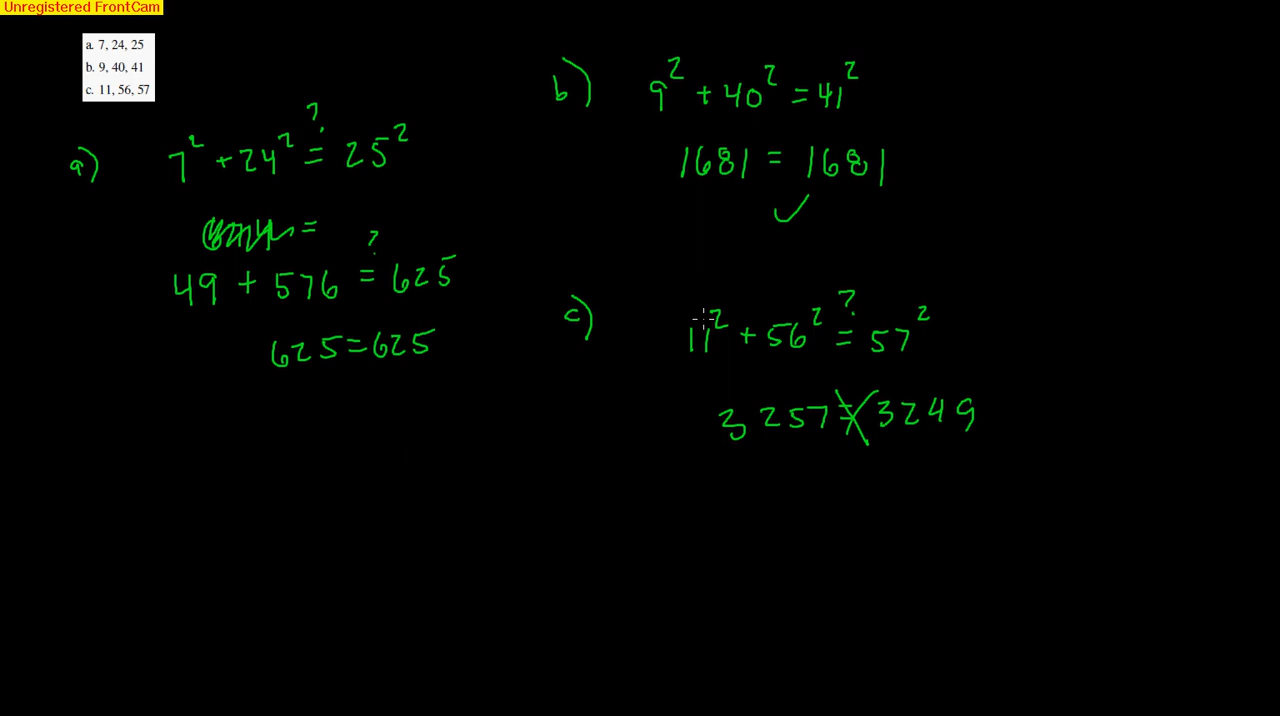 Unregistered FrontCam
a. 7, 24, 25
b. 9, 40, 41
c. 11, 56, 57
a) 7² + 24² ≟ 25²
=
49 + 576 ≟ 625
625 = 625
b) 9² + 40² = 41²
1681 = 1681
✓
c) 11² + 56² ≟ 57²
3257 ≠ 3249